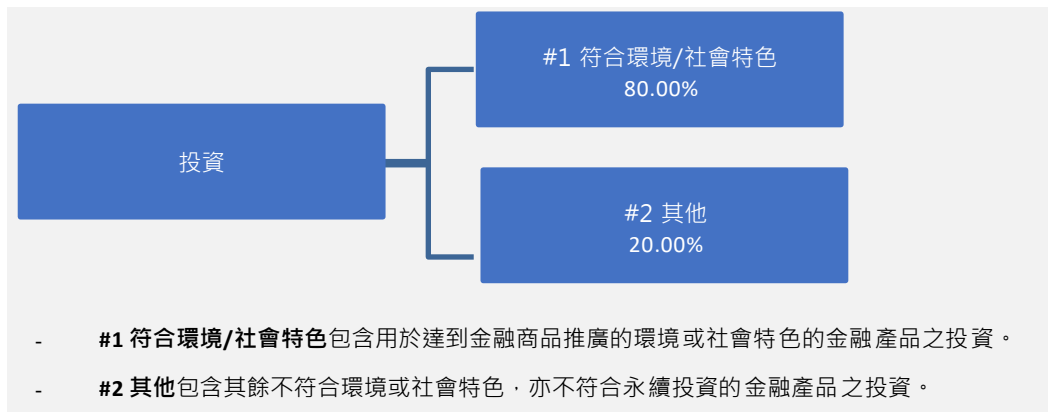 #1 符合環境/社會特色
80.00%
投資
#2 其他
20.00%
- #1 符合環境/社會特色包含用於達到金融商品推廣的環境或社會特色的金融產品之投資。
- #2 其他包含其餘不符合環境或社會特色，亦不符合永續投資的金融產品之投資。